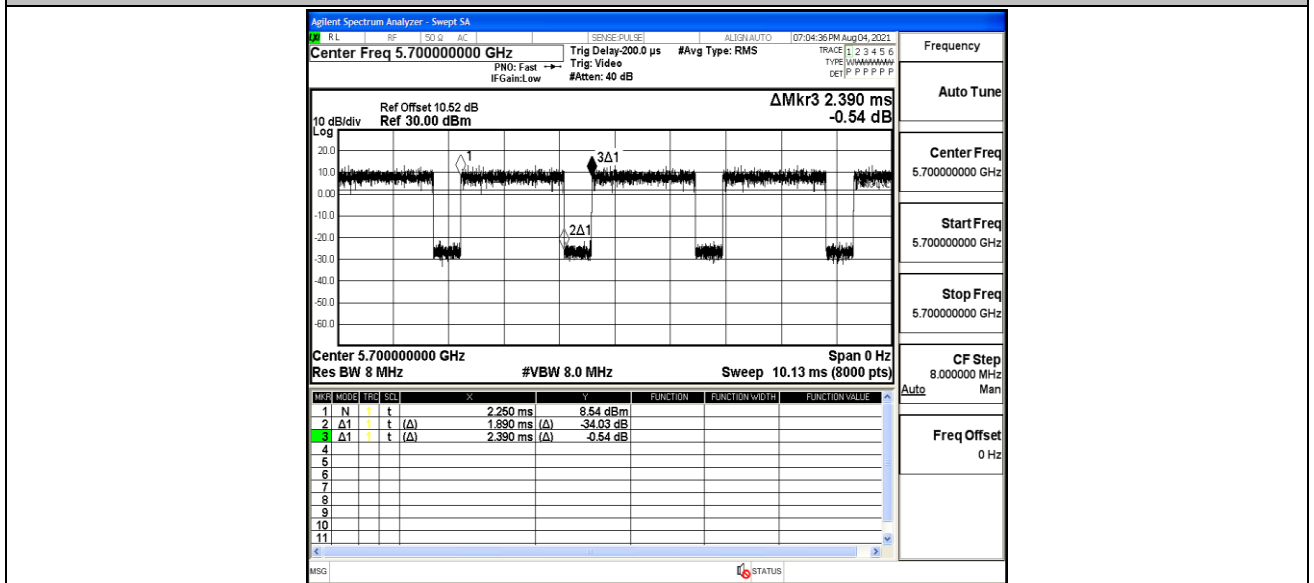 Agilent Spectrum Analyzer - Swept SA
RL RF 50 Ω AC SENSE:PULSE ALIGN AUTO 07:04:36 PM Aug 04, 2021
Center Freq 5.700000000 GHz
PNO: Fast
IFGain:Low
Trig Delay-200.0 µs
Trig: Video
#Atten: 40 dB
#Avg Type: RMS
TRACE 1 2 3 4 5 6
TYPE
DET P P P P P
Ref Offset 10.52 dB
10 dB/div Ref 30.00 dBm
Log
ΔMkr3 2.390 ms
-0.54 dB
20.0
10.0
0.00
-10.0
-20.0
-30.0
-40.0
-50.0
-60.0
1
3Δ1
2Δ1
Center 5.700000000 GHz Span 0 Hz
Res BW 8 MHz #VBW 8.0 MHz Sweep 10.13 ms (8000 pts)
MKR MODE TRC SCL X Y FUNCTION FUNCTION WIDTH FUNCTION VALUE
1 N 1 t 2.250 ms 8.54 dBm
2 Δ1 1 t (Δ) 1.890 ms (Δ) -34.03 dB
3 Δ1 1 t (Δ) 2.390 ms (Δ) -0.54 dB
4
5
6
7
8
9
10
11
MSG STATUS
Frequency
Auto Tune
Center Freq
5.700000000 GHz
Start Freq
5.700000000 GHz
Stop Freq
5.700000000 GHz
CF Step
8.000000 MHz
Auto Man
Freq Offset
0 Hz